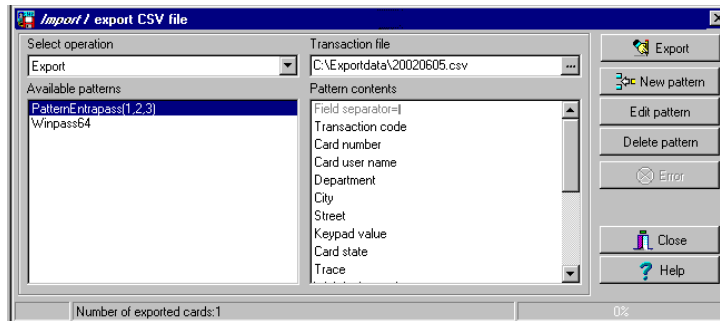 Import / export CSV file
Select operation
Export
Transaction file
C:\Exportdata\20020605.csv
...
Available patterns
PatternEntrapass(1,2,3)
Winpass64
Pattern contents
Field separator=|
Transaction code
Card number
Card user name
Department
City
Street
Keypad value
Card state
Trace
Export
New pattern
Edit pattern
Delete pattern
Error
Close
Help
Number of exported cards:1
0%